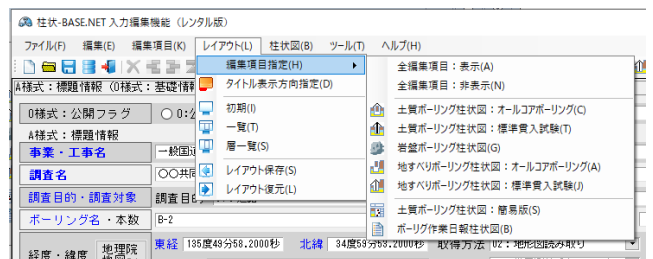 柱状-BASE.NET 入力編集機能（レンタル版）
ファイル(F) 編集(E) 編集項目(K) レイアウト(L) 柱状図(B) ツール(T) ヘルプ(H)
編集項目指定(H)
タイトル表示方向指定(D)
初期(I)
一覧(T)
層一覧(S)
レイアウト保存(S)
レイアウト復元(L)
全編集項目：表示(A)
全編集項目：非表示(N)
土質ボーリング柱状図：オールコアボーリング(C)
土質ボーリング柱状図：標準貫入試験(T)
岩盤ボーリング柱状図(G)
地すべりボーリング柱状図：オールコアボーリング(A)
地すべりボーリング柱状図：標準貫入試験(J)
土質ボーリング柱状図：簡易版(S)
ボーリグ作業日報柱状図(B)
A様式：標題情報（0様式：基礎情
0様式：公開フラグ 0:
A様式：標題情報
事業・工事名 一般国
調査名 〇〇共同
調査目的・調査対象 調査目
ボーリング名・本数 B-2
経度・緯度 地理院 東経 135度49分58.2000秒 北緯 34度59分53.2000秒 取得方法 02：地形図読み取り